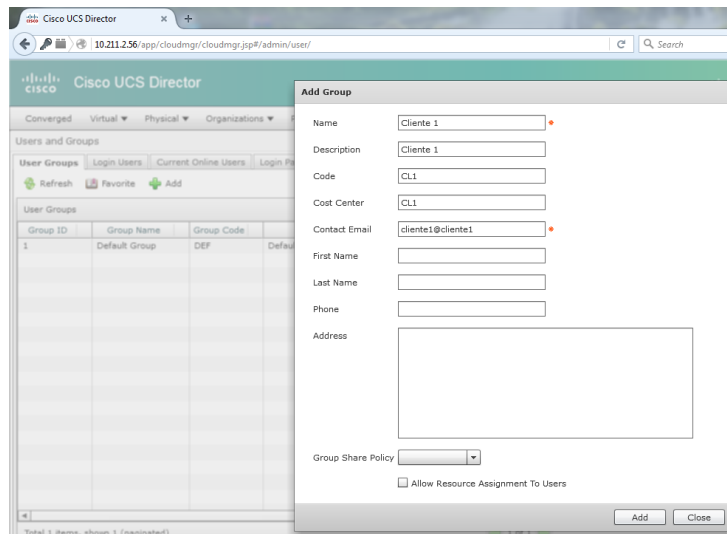 Cisco UCS Director
10.211.2.56/app/cloudmgr/cloudmgr.jsp#/admin/user/
Search
CISCO
Cisco UCS Director
Converged Virtual Physical Organizations
Users and Groups
User Groups Login Users Current Online Users Login
Refresh Favorite Add
User Groups
Group ID Group Name Group Code
1 Default Group DEF
Add Group
Name Cliente 1 *
Description Cliente 1
Code CL1
Cost Center CL1
Contact Email cliente1@cliente1 *
First Name
Last Name
Phone
Address
Group Share Policy
Allow Resource Assignment To Users
Add Close